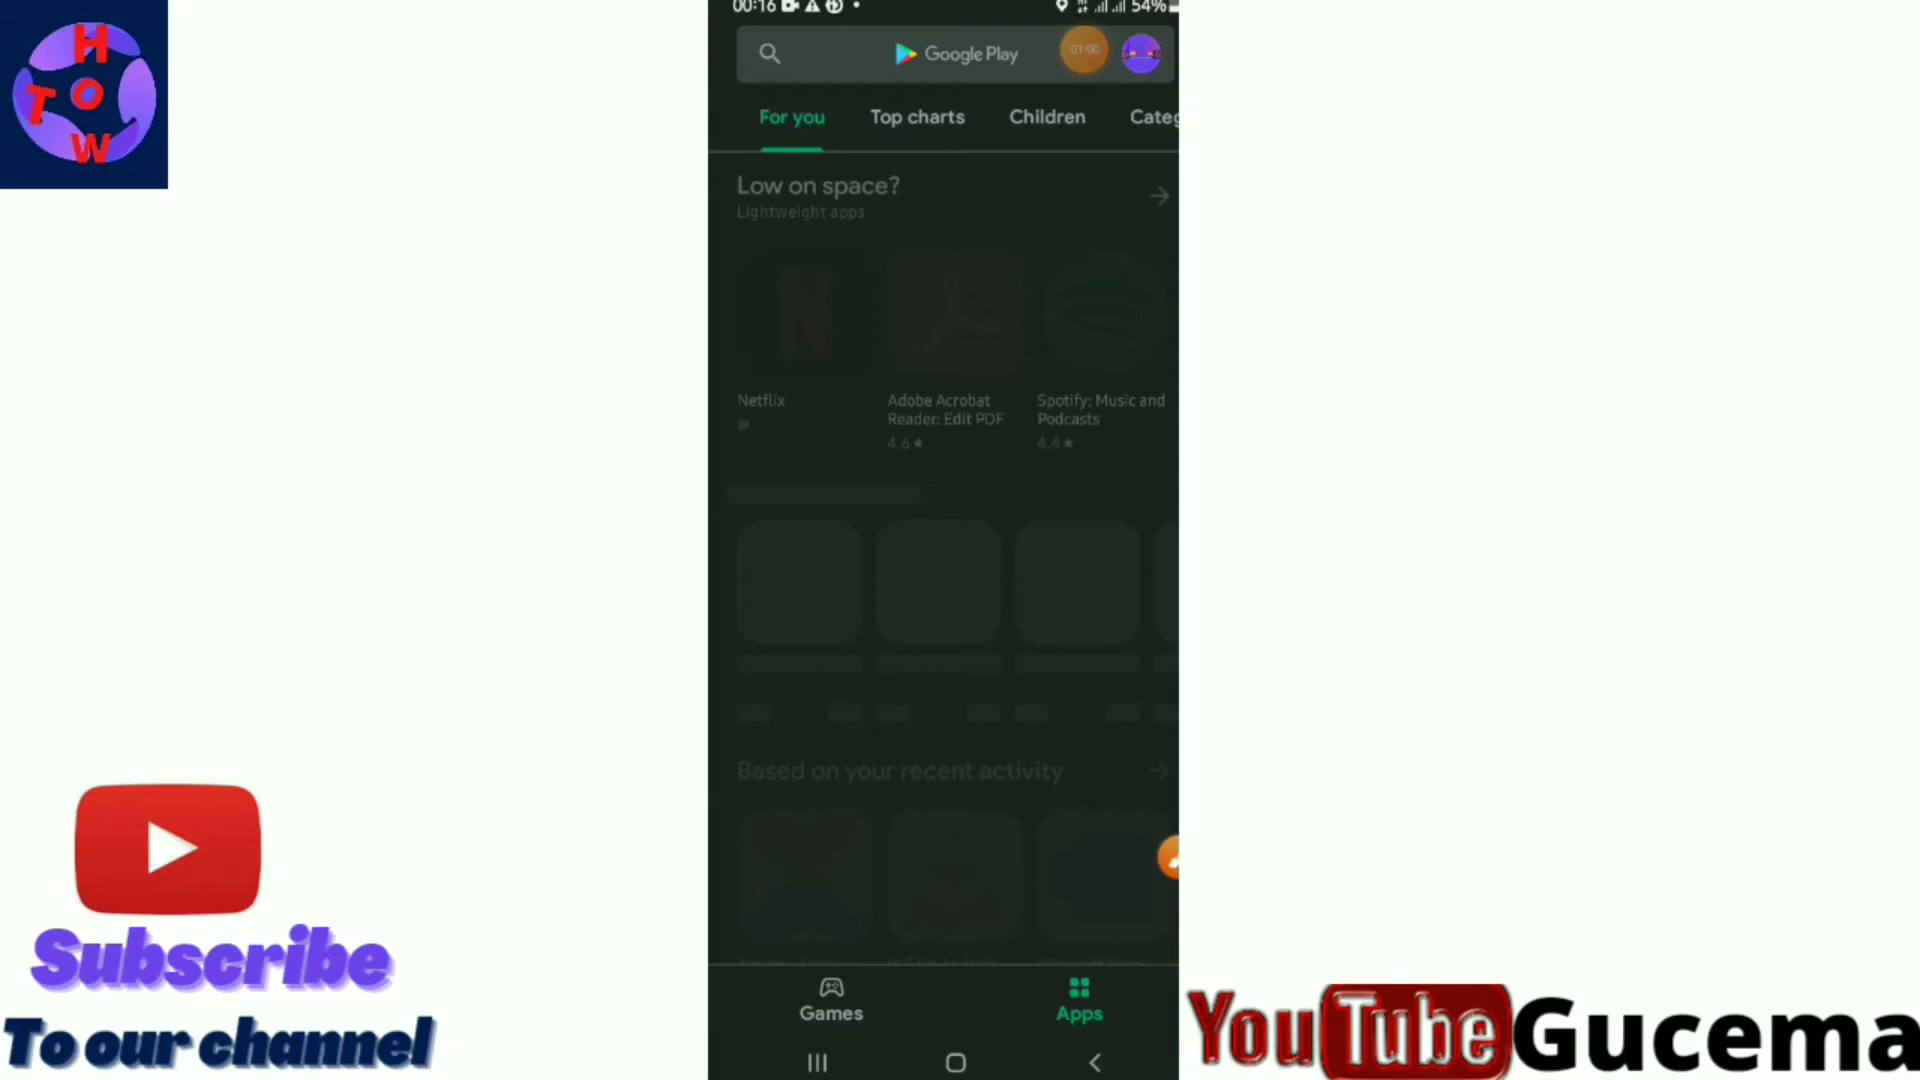 H
T O
W
00:16 54%
Google Play 01:00
For you Top charts Children Categ
Low on space?
Lightweight apps
Netflix
Adobe Acrobat
Reader: Edit PDF
4.6★
Spotify: Music and
Podcasts
4.4★
Based on your recent activity
Games Apps
Subscribe
To our channel
YouTube Gucema